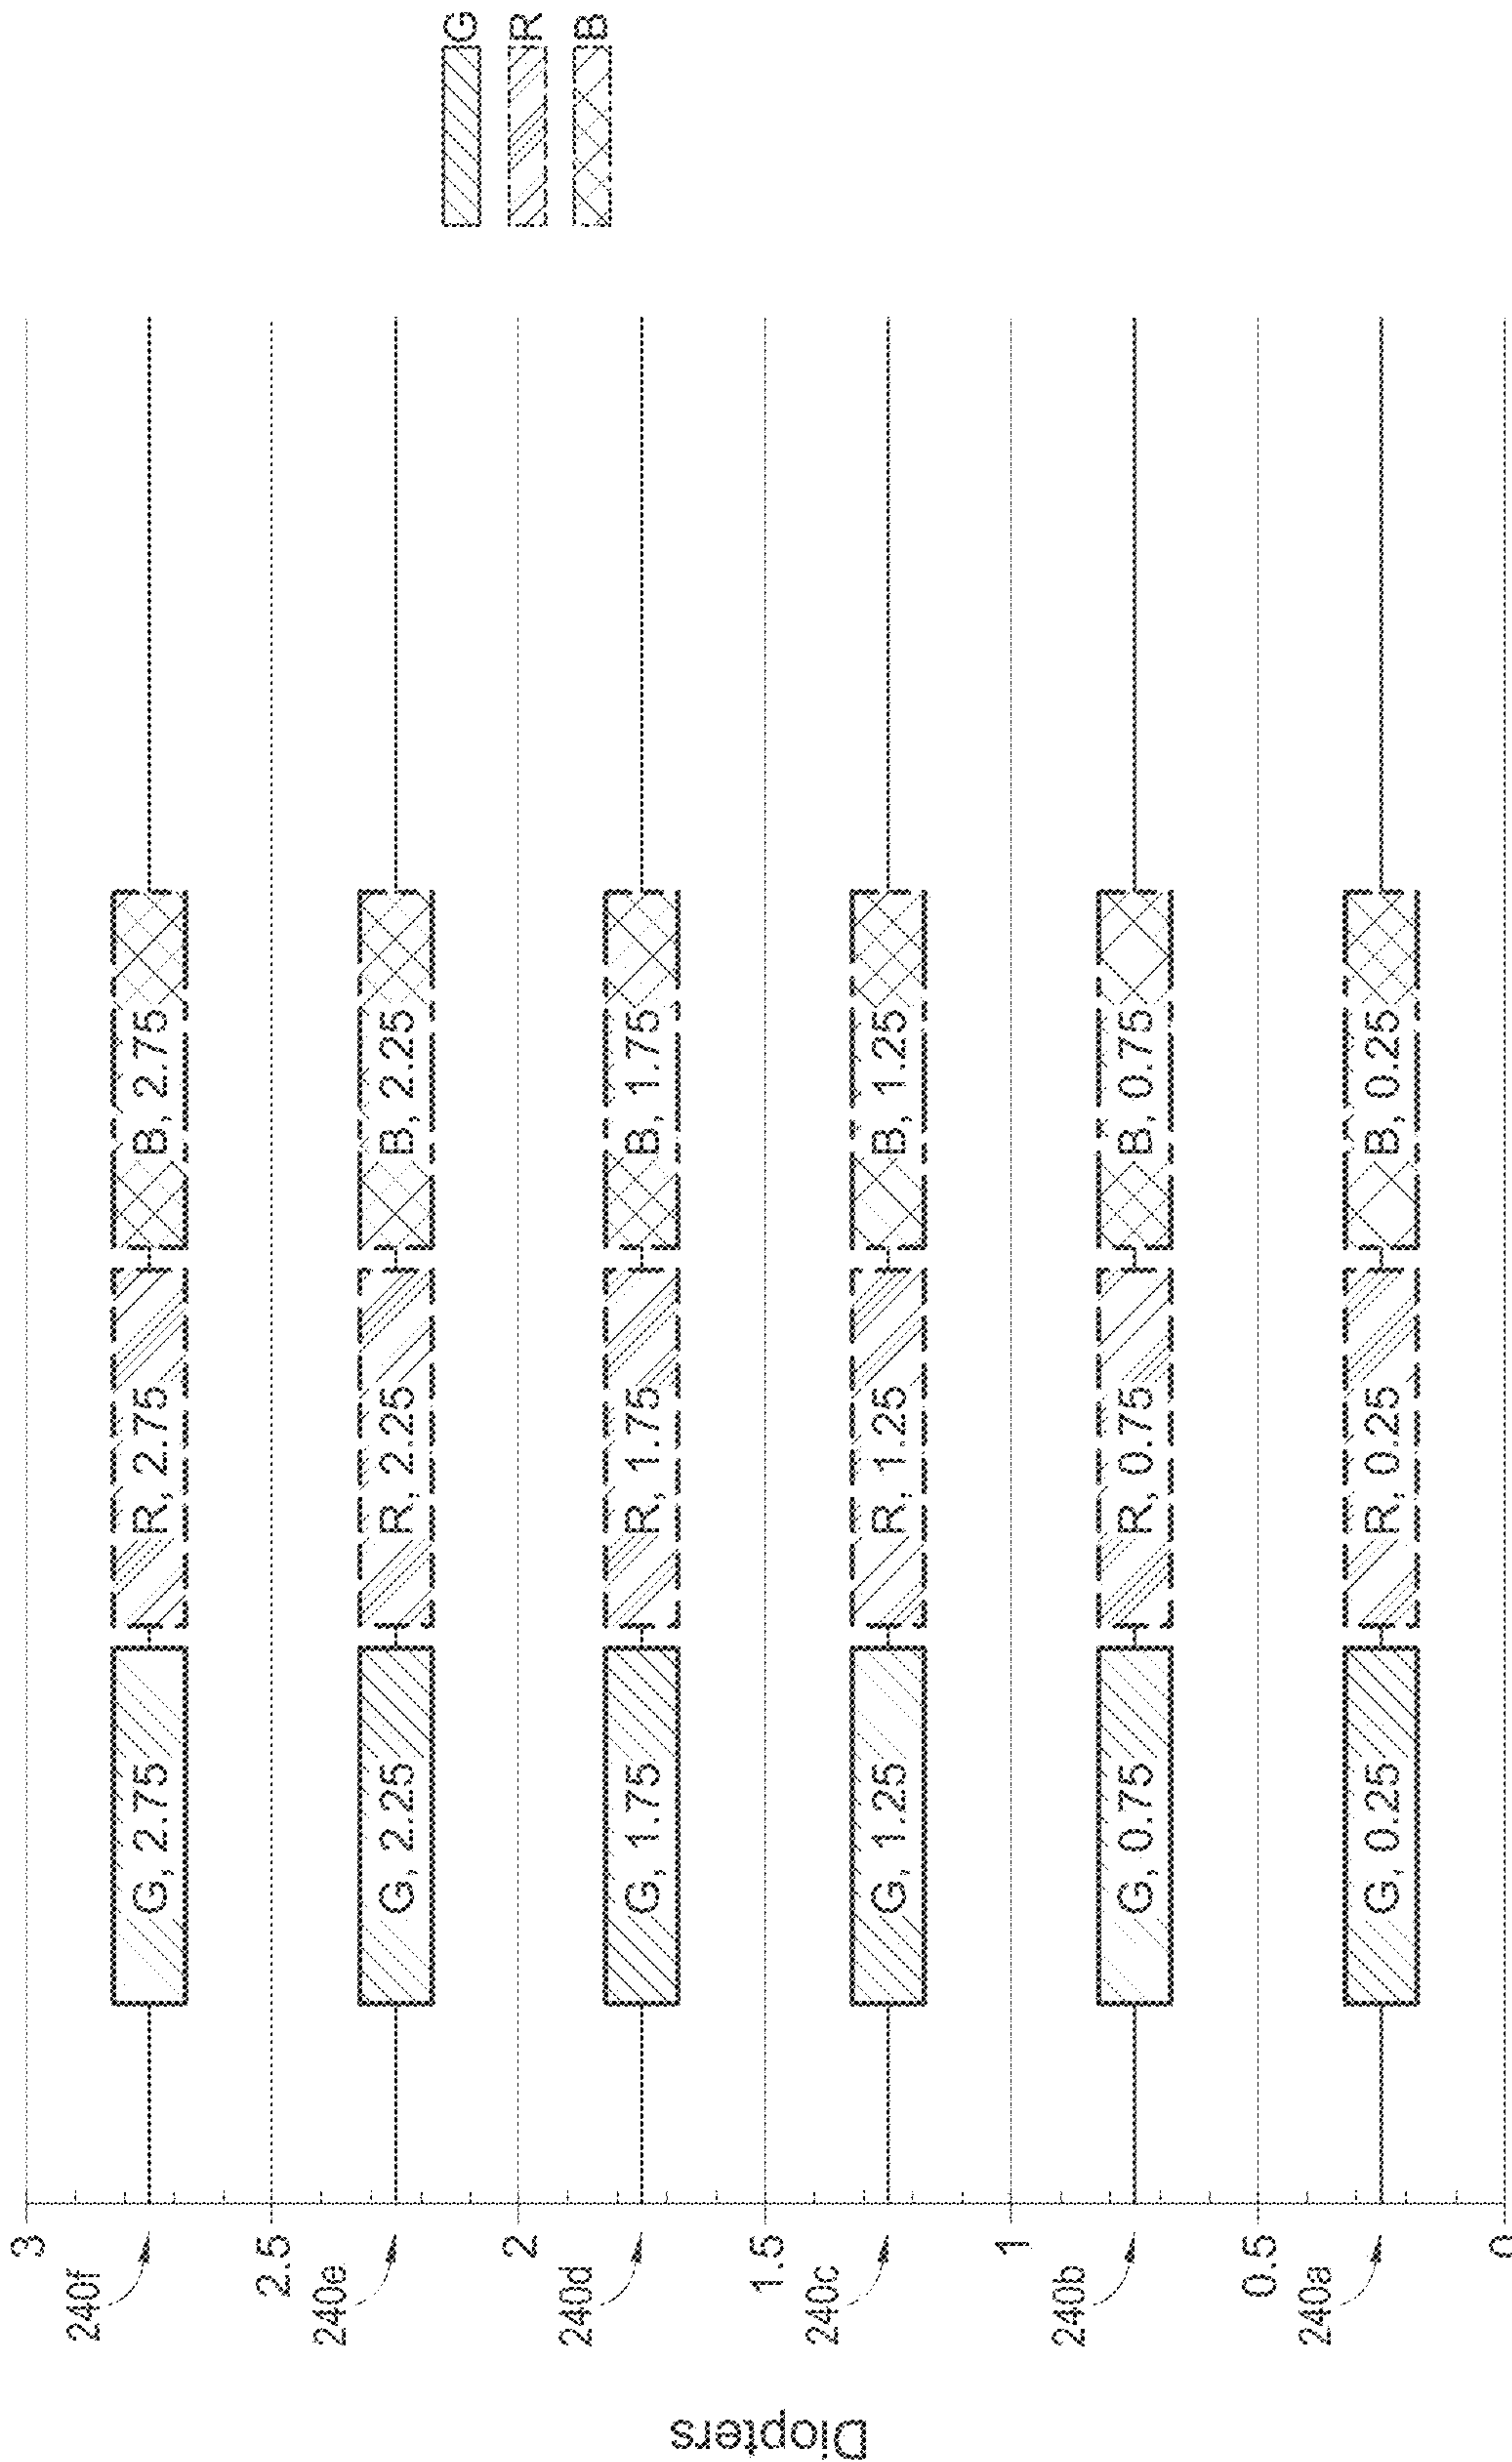 Diopters
3
240f
G, 2.75
R, 2.75
B, 2.75
2.5
240e
G, 2.25
R, 2.25
B, 2.25
2
240d
G, 1.75
R, 1.75
B, 1.75
1.5
240c
G, 1.25
R, 1.25
B, 1.25
1
240b
G, 0.75
R, 0.75
B, 0.75
0.5
240a
G, 0.25
R, 0.25
B, 0.25
0
G
R
B